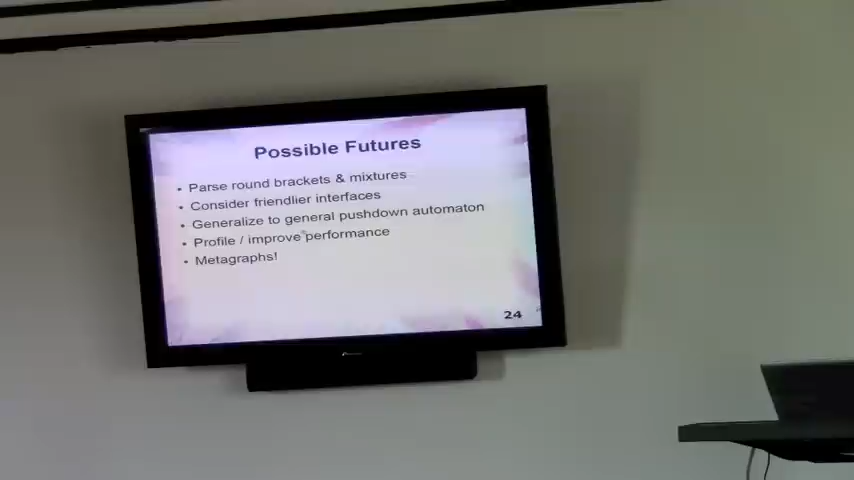 Possible Futures
• Parse round brackets & mixtures
• Consider friendlier interfaces
• Generalize to general pushdown automaton
• Profile / improve performance
• Metagraphs!
24